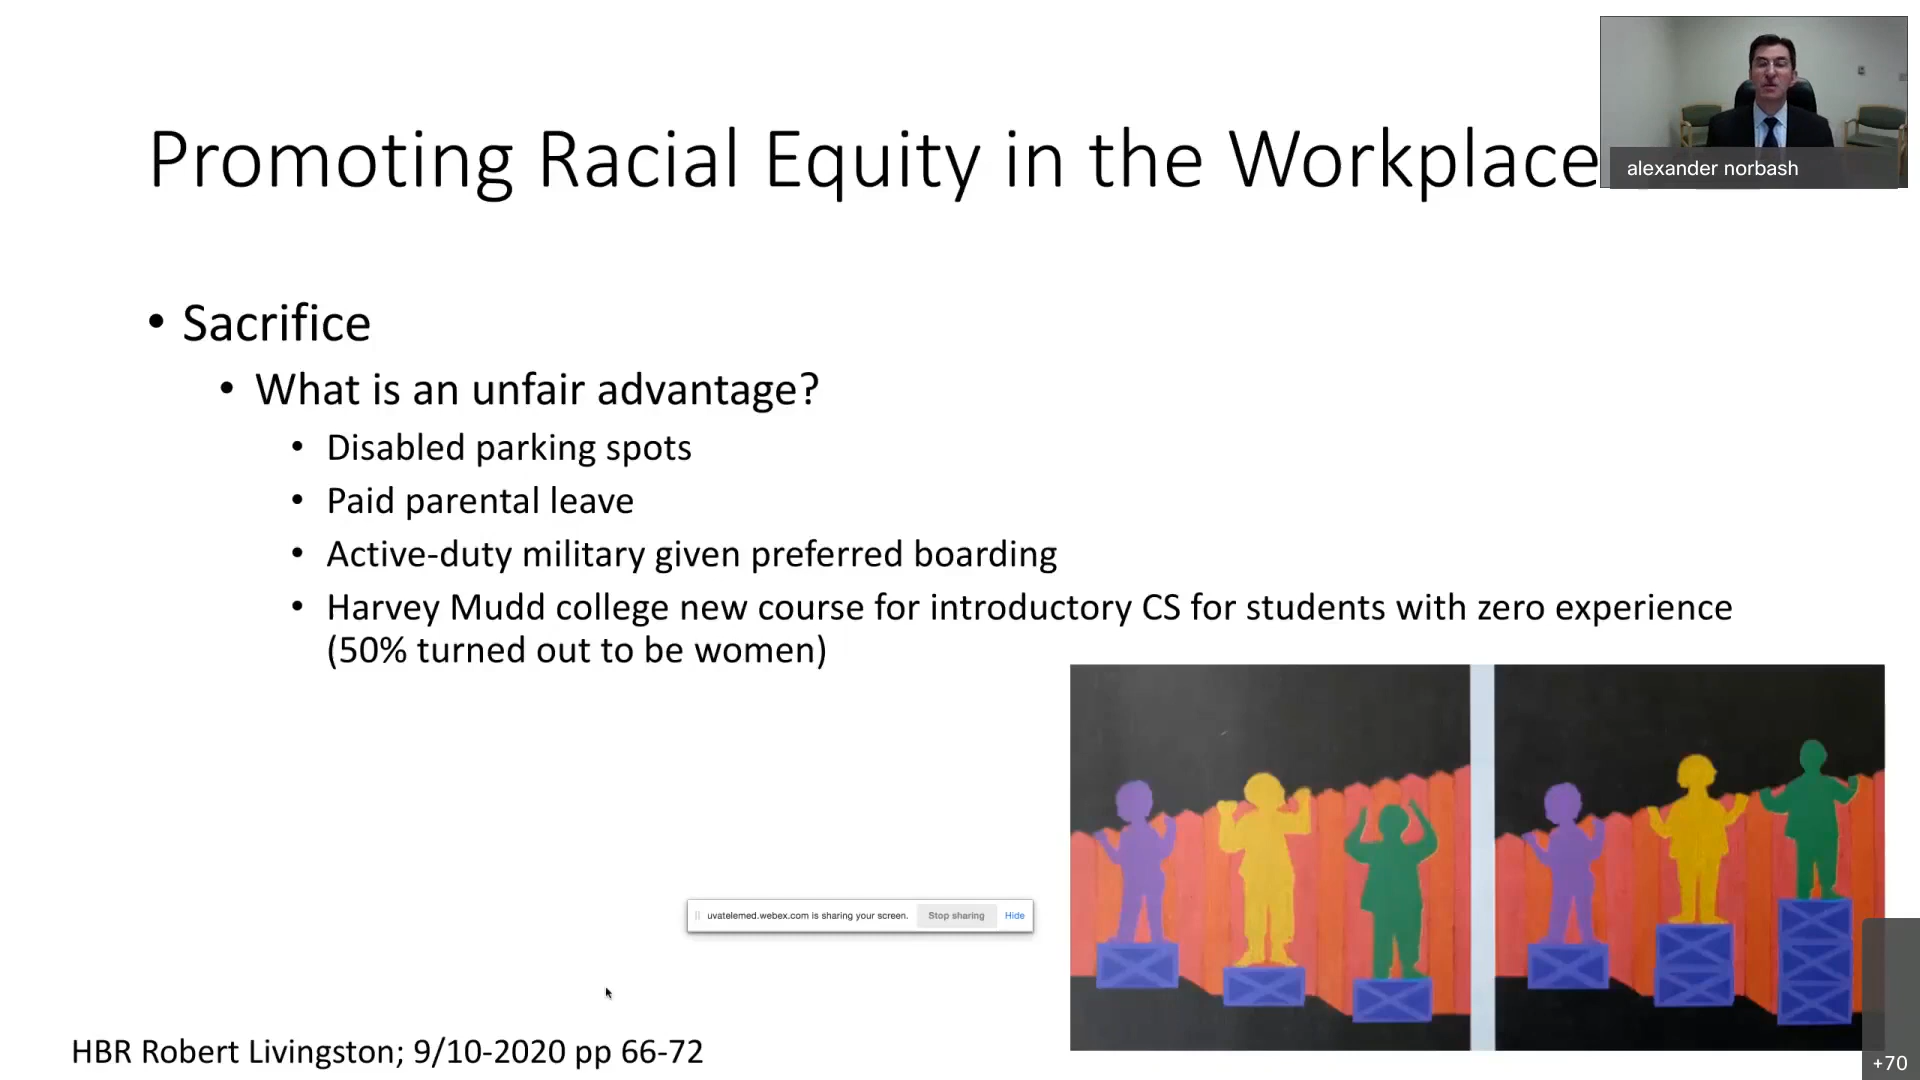 Promoting Racial Equity in the Workplace
alexander norbash
• Sacrifice
• What is an unfair advantage?
• Disabled parking spots
• Paid parental leave
• Active-duty military given preferred boarding
• Harvey Mudd college new course for introductory CS for students with zero experience
(50% turned out to be women)
uvatelemed.webex.com is sharing your screen. Stop sharing Hide
HBR Robert Livingston; 9/10-2020 pp 66-72
+70